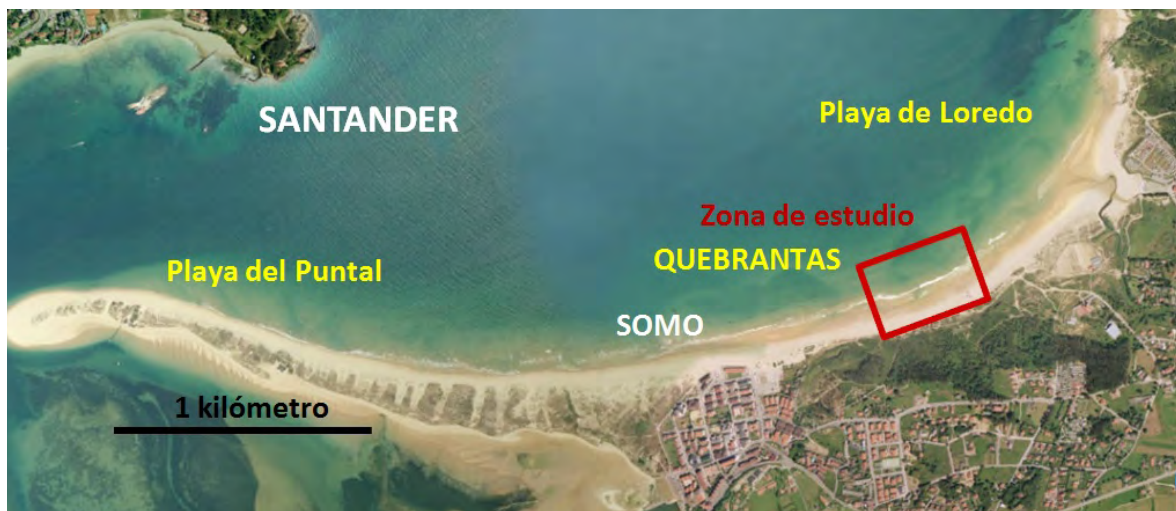 SANTANDER
Playa de Loredo
Zona de estudio
QUEBRANTAS
Playa del Puntal
SOMO
1 kilómetro